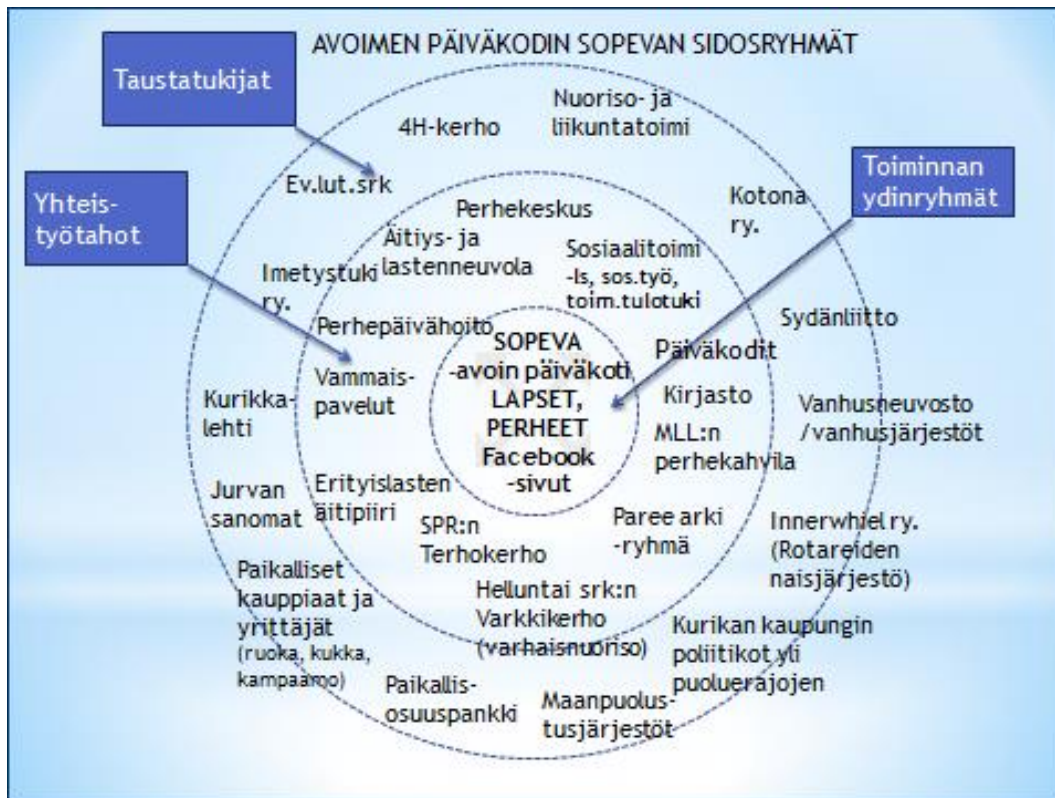 AVOIMEN PÄIVÄKODIN SOPEVAN SIDOSRYHMÄT
Taustatukijat
Yhteis-
työtahot
Toiminnan
ydinryhmät
4H-kerho
Nuoriso- ja
liikuntatoimi
Ev.lut.srk
Kotona
ry.
Imetystuki
ry.
Sydänliitto
Kurikka-
lehti
Vanhusneuvosto
/vanhusjärjestöt
Jurvan
sanomat
Innerwhiel ry.
(Rotareiden
naisjärjestö)
Paikalliset
kauppiaat ja
yrittäjät
(ruoka, kukka,
kampaamo)
Kurikan kaupungin
poliitikot yli
puoluerajojen
Paikallis-
osuuspankki
Maanpuolus-
tusjärjestöt
Perhekeskus
Äitiys- ja
lastenneuvola
Sosiaalitoimi
-ls, sos.työ,
toim.tulotuki
Perhepäivähoito
Päiväkodit
Vammais-
pavelut
Kirjasto
MLL:n
perhekahvila
Erityislasten
äitipiiri
SPR:n
Terhokerho
Paree arki
-ryhmä
Helluntai srk:n
Varkkikerho
(varhaisnuoriso)
SOPEVA
-avoin päiväkoti
LAPSET,
PERHEET
Facebook
-sivut